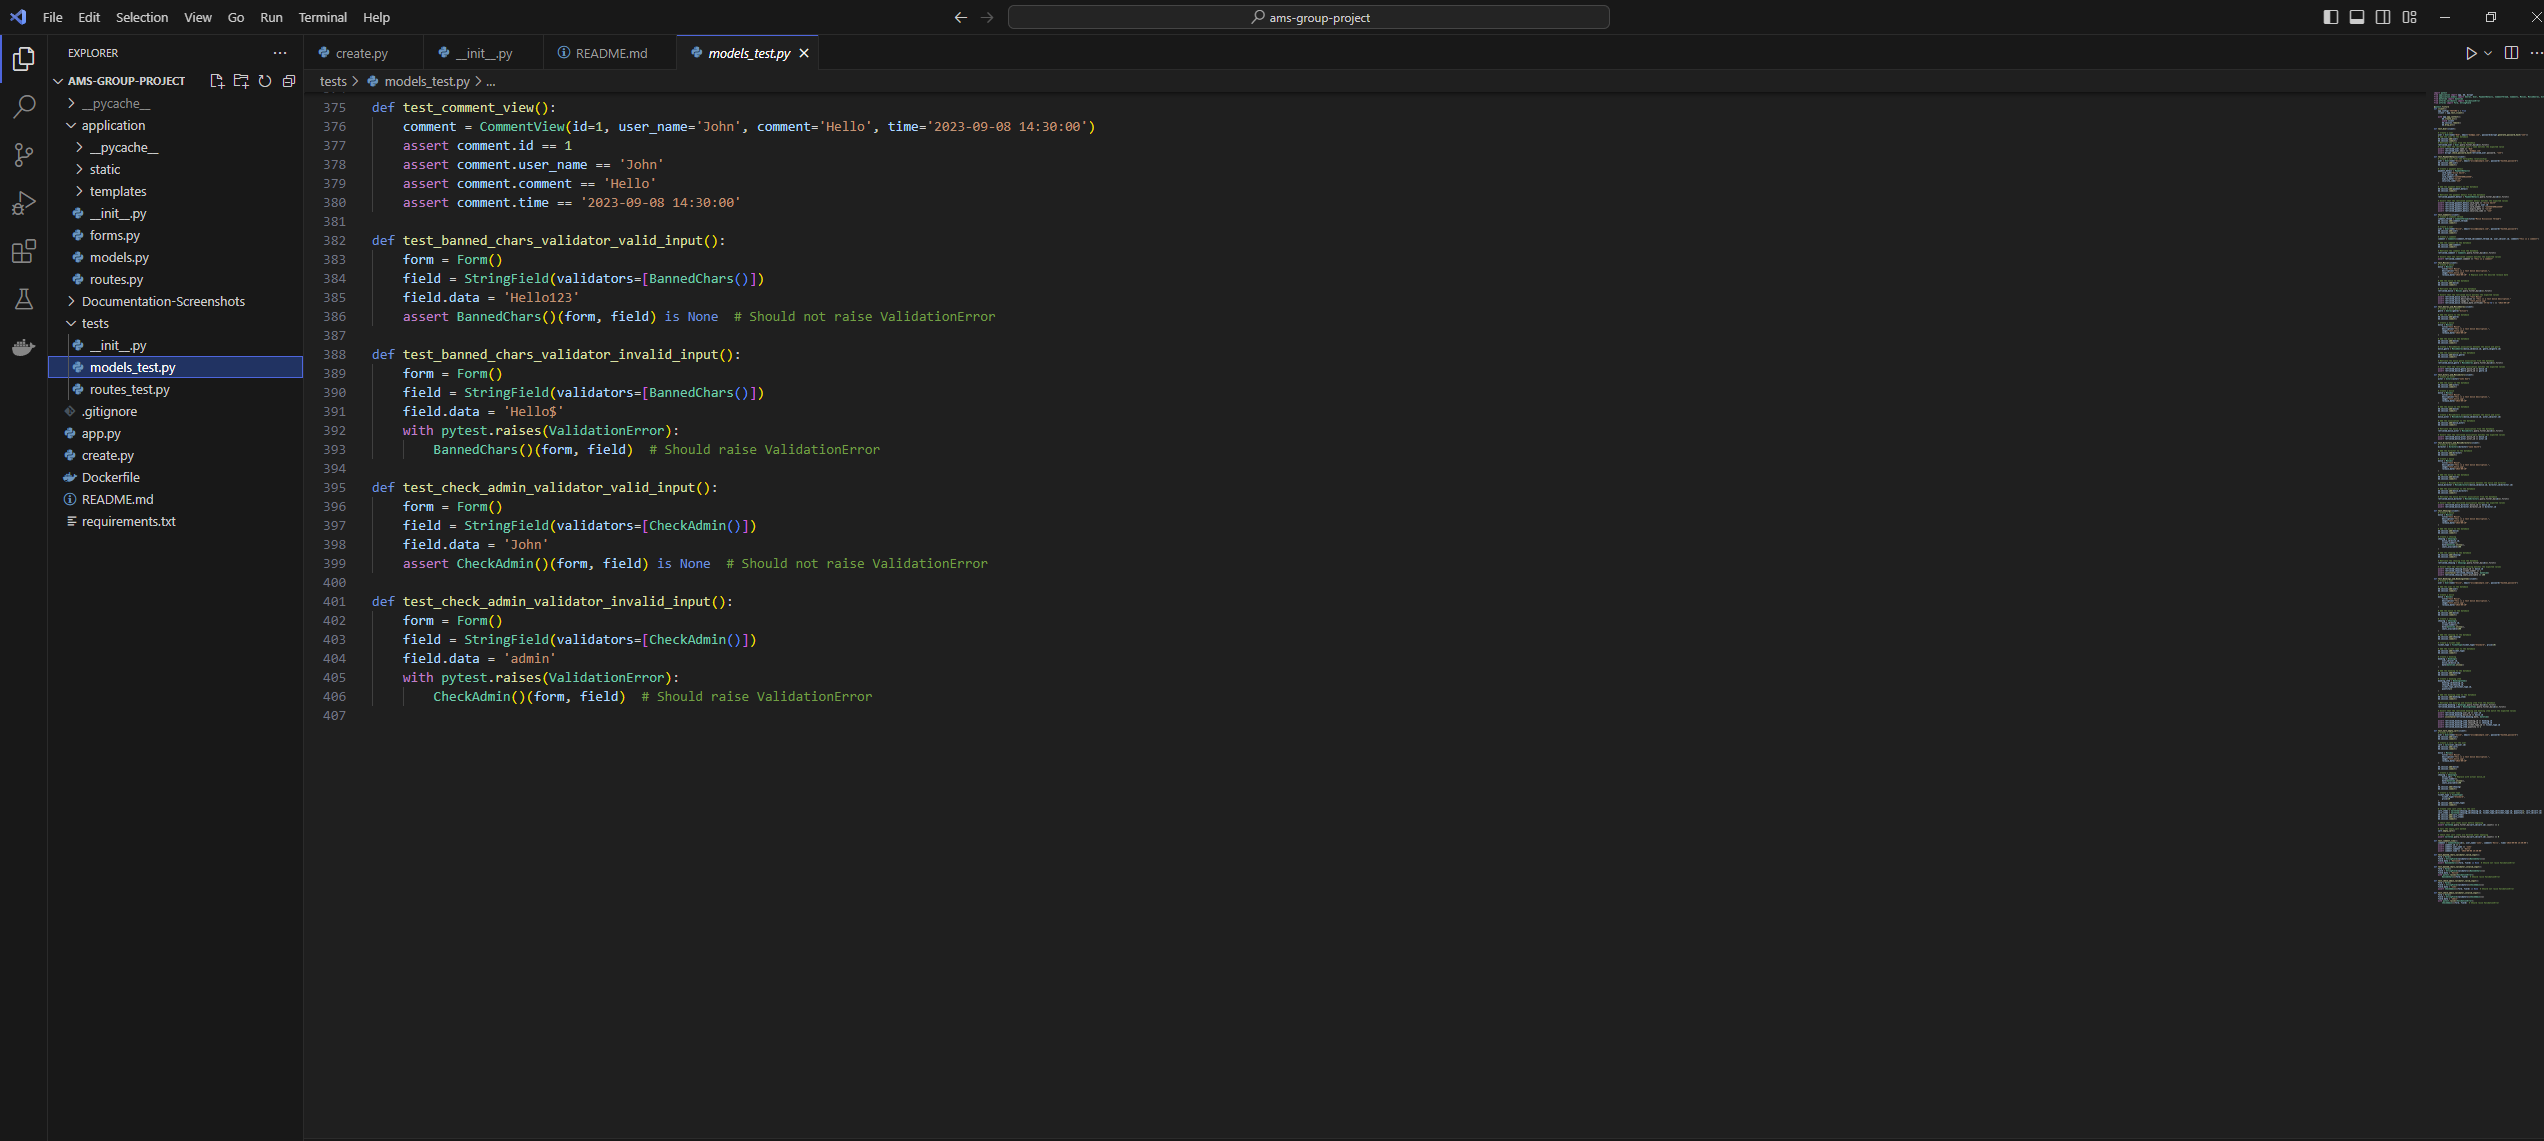 File Edit Selection View Go Run Terminal Help
ams-group-project
EXPLORER
create.py
__init__.py
README.md
models_test.py
AMS-GROUP-PROJECT
tests > models_test.py > ...
__pycache__
application
__pycache__
static
templates
__init__.py
forms.py
models.py
routes.py
Documentation-Screenshots
tests
__init__.py
models_test.py
routes_test.py
.gitignore
app.py
create.py
Dockerfile
README.md
requirements.txt
375 def test_comment_view():
376     comment = CommentView(id=1, user_name='John', comment='Hello', time='2023-09-08 14:30:00')
377     assert comment.id == 1
378     assert comment.user_name == 'John'
379     assert comment.comment == 'Hello'
380     assert comment.time == '2023-09-08 14:30:00'
381
382 def test_banned_chars_validator_valid_input():
383     form = Form()
384     field = StringField(validators=[BannedChars()])
385     field.data = 'Hello123'
386     assert BannedChars()(form, field) is None  # Should not raise ValidationError
387
388 def test_banned_chars_validator_invalid_input():
389     form = Form()
390     field = StringField(validators=[BannedChars()])
391     field.data = 'Hello$'
392     with pytest.raises(ValidationError):
393         BannedChars()(form, field)  # Should raise ValidationError
394
395 def test_check_admin_validator_valid_input():
396     form = Form()
397     field = StringField(validators=[CheckAdmin()])
398     field.data = 'John'
399     assert CheckAdmin()(form, field) is None  # Should not raise ValidationError
400
401 def test_check_admin_validator_invalid_input():
402     form = Form()
403     field = StringField(validators=[CheckAdmin()])
404     field.data = 'admin'
405     with pytest.raises(ValidationError):
406         CheckAdmin()(form, field)  # Should raise ValidationError
407